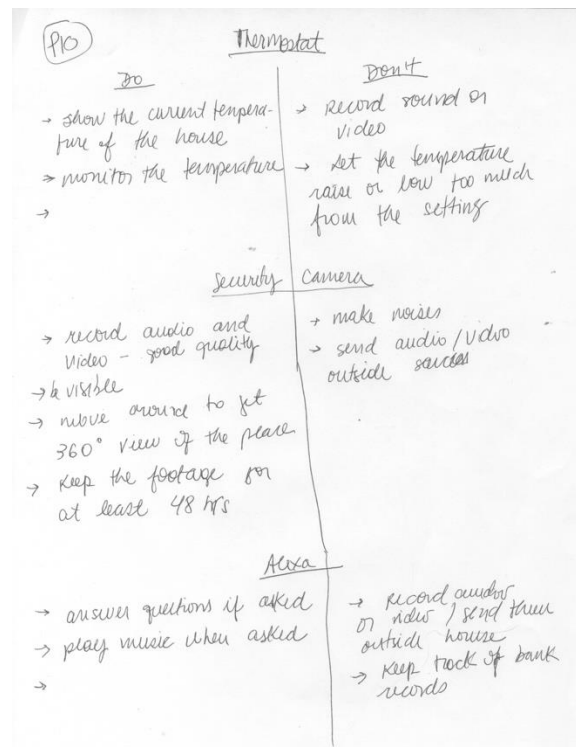 P10
Thermostat
Do
→ show the current tempera-
ture of the house
→ monitor the temperature
→
Don't
→ Record sound or
video
→ let the temperature
raise or low too much
from the setting
Security Camera
→ record audio and
video - good quality
→ be visible
→ move around to get
360° view of the place
→ Keep the footage for
at least 48 hrs
→ make noises
→ send audio/video
outside
Alexa
→ answer questions if asked
→ play music when asked
→
→ Record audio
or video / send them
outside house
→ Keep track of bank
records